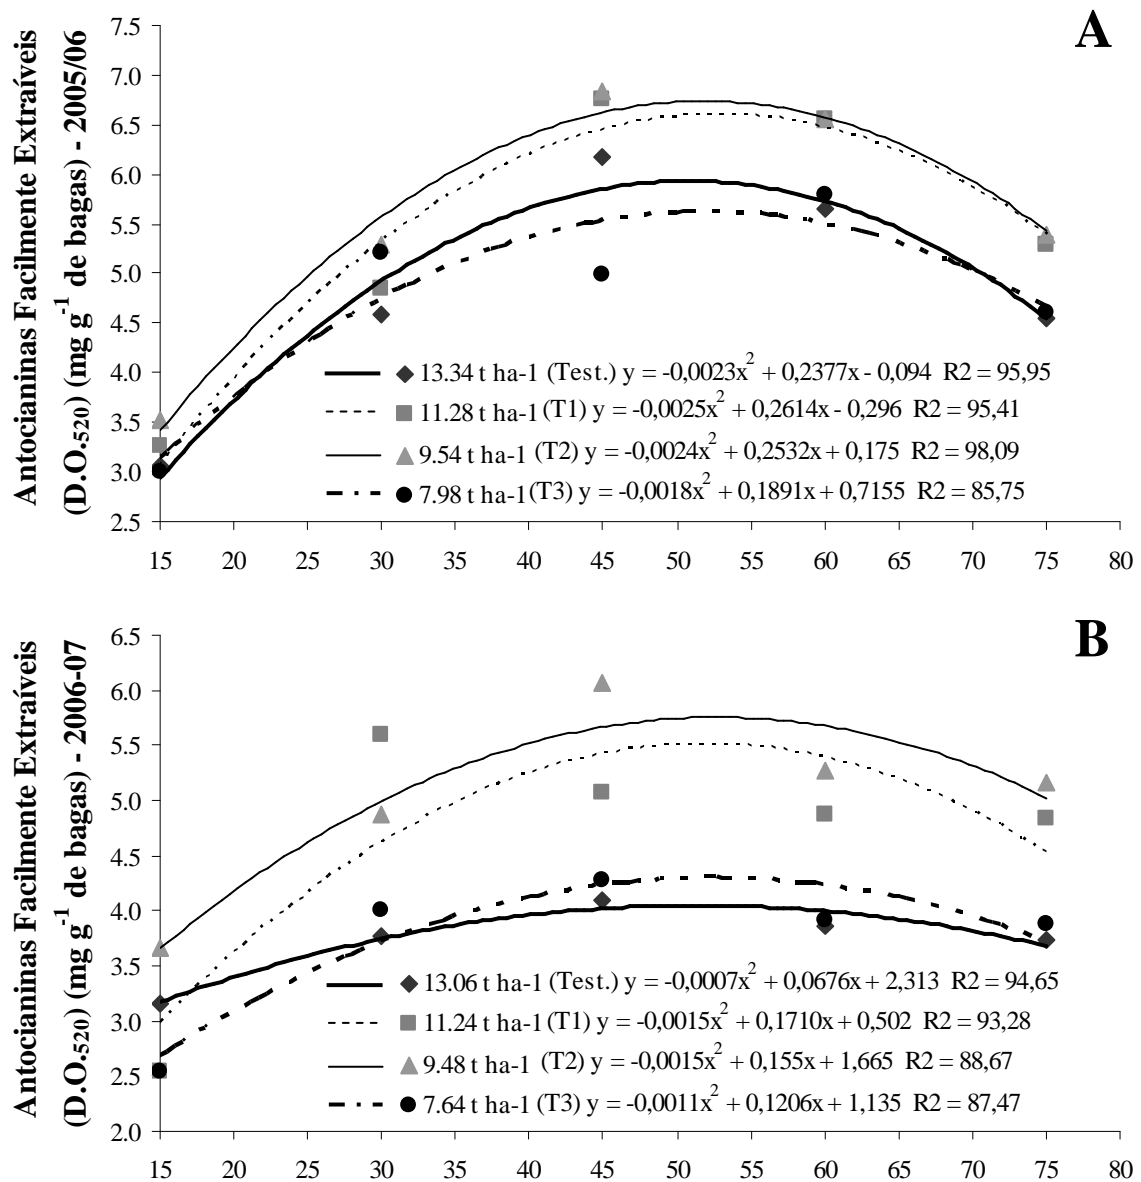 A
Antocianinas Facilmente Extraíveis
(D.O.520) (mg g-1 de bagas) - 2005/06
7.5
7.0
6.5
6.0
5.5
5.0
4.5
4.0
3.5
3.0
2.5
13.34 t ha-1 (Test.) y = -0,0023x2 + 0,2377x - 0,094 R2 = 95,95
11.28 t ha-1 (T1) y = -0,0025x2 + 0,2614x - 0,296 R2 = 95,41
9.54 t ha-1 (T2) y = -0,0024x2 + 0,2532x + 0,175 R2 = 98,09
7.98 t ha-1 (T3) y = -0,0018x2 + 0,1891x + 0,7155 R2 = 85,75
15 20 25 30 35 40 45 50 55 60 65 70 75 80
B
Antocianinas Facilmente Extraíveis
(D.O.520) (mg g-1 de bagas) - 2006-07
6.5
6.0
5.5
5.0
4.5
4.0
3.5
3.0
2.5
2.0
13.06 t ha-1 (Test.) y = -0,0007x2 + 0,0676x + 2,313 R2 = 94,65
11.24 t ha-1 (T1) y = -0,0015x2 + 0,1710x + 0,502 R2 = 93,28
9.48 t ha-1 (T2) y = -0,0015x2 + 0,155x + 1,665 R2 = 88,67
7.64 t ha-1 (T3) y = -0,0011x2 + 0,1206x + 1,135 R2 = 87,47
15 20 25 30 35 40 45 50 55 60 65 70 75 80